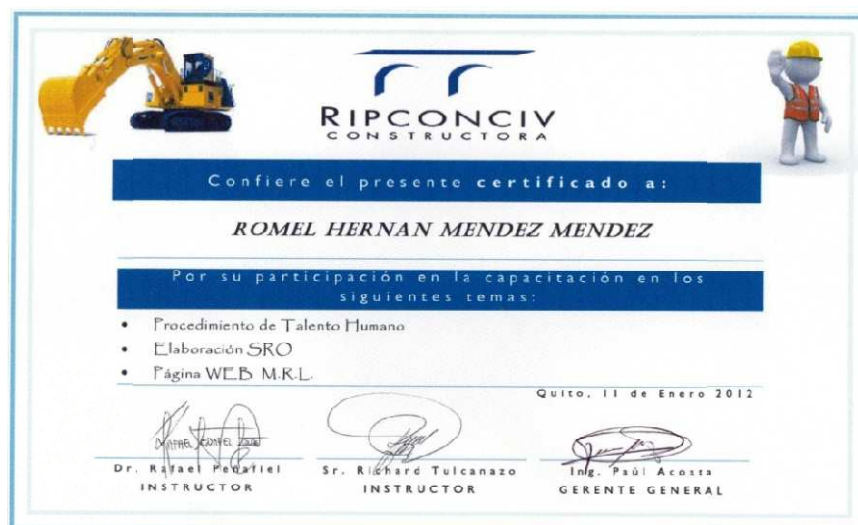 RIPCONCIV
CONSTRUCTORA
Confiere el presente certificado a:
ROMEL HERNAN MENDEZ MENDEZ
Por su participación en la capacitación en los
siguientes temas:
• Procedimiento de Talento Humano
• Elaboración SRO
• Página WEB M.R.L.
Quito, 11 de Enero 2012
Dr. Rafael Peñafiel
INSTRUCTOR
Sr. Richard Tulcanazo
INSTRUCTOR
Ing. Paúl Acosta
GERENTE GENERAL